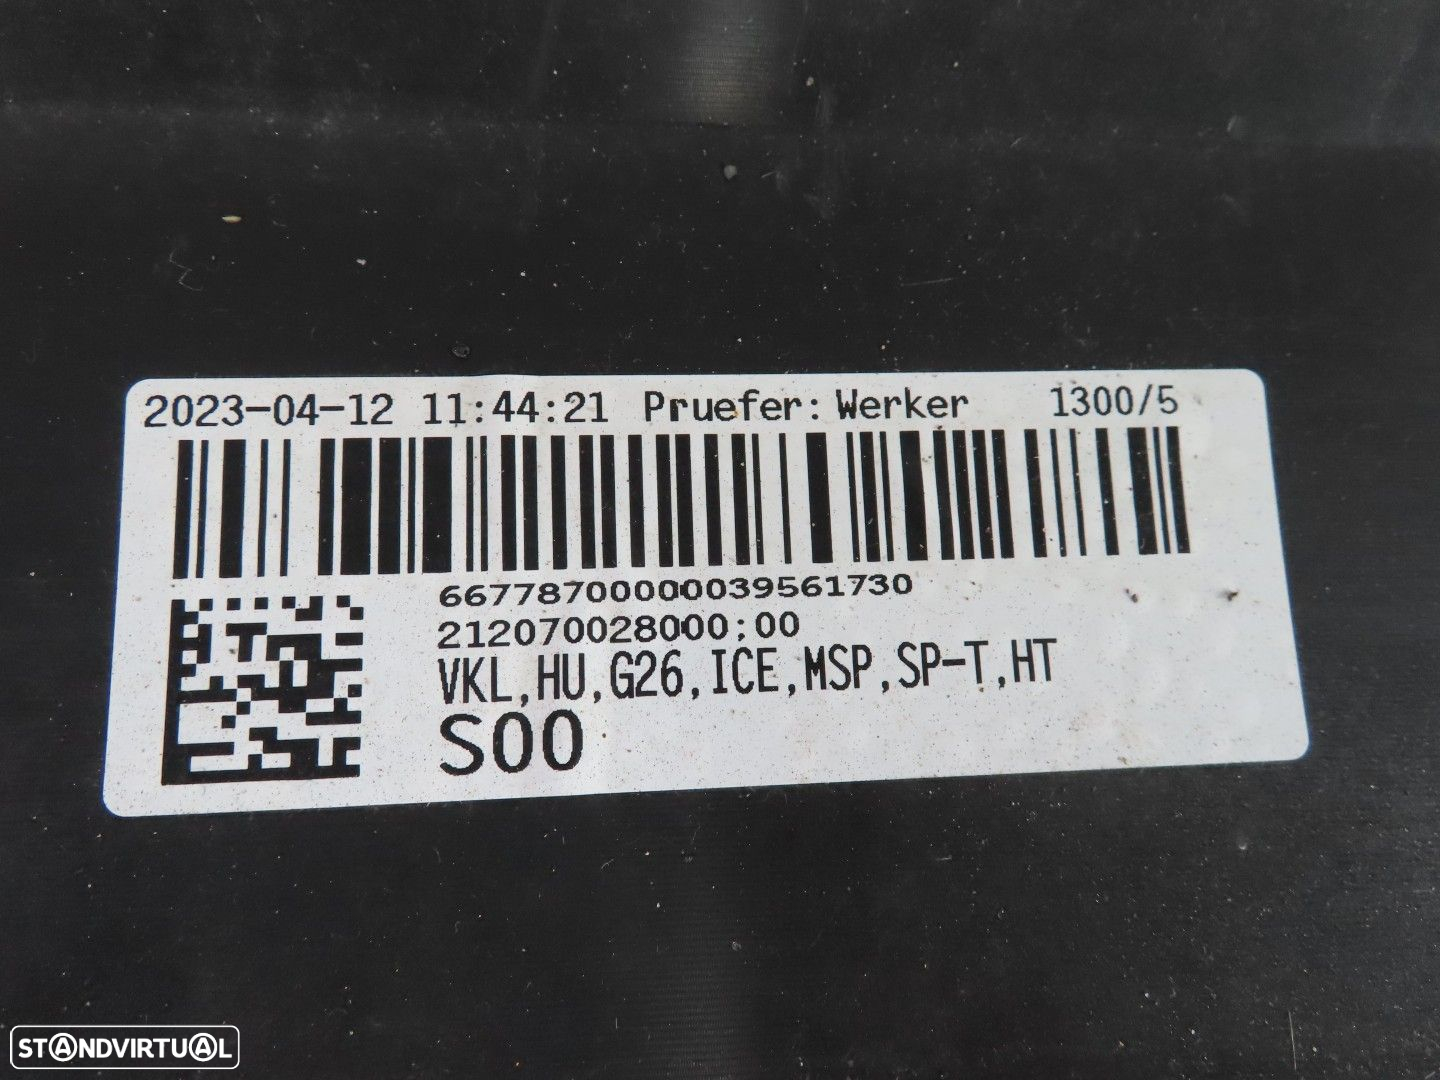 2023-04-12 11:44:21 Pruefer: Werker 1300/5
66778700000039561730
212070028000;00
VKL,HU,G26,ICE,MSP,SP-T,HT
S00
STANDVIRTUAL